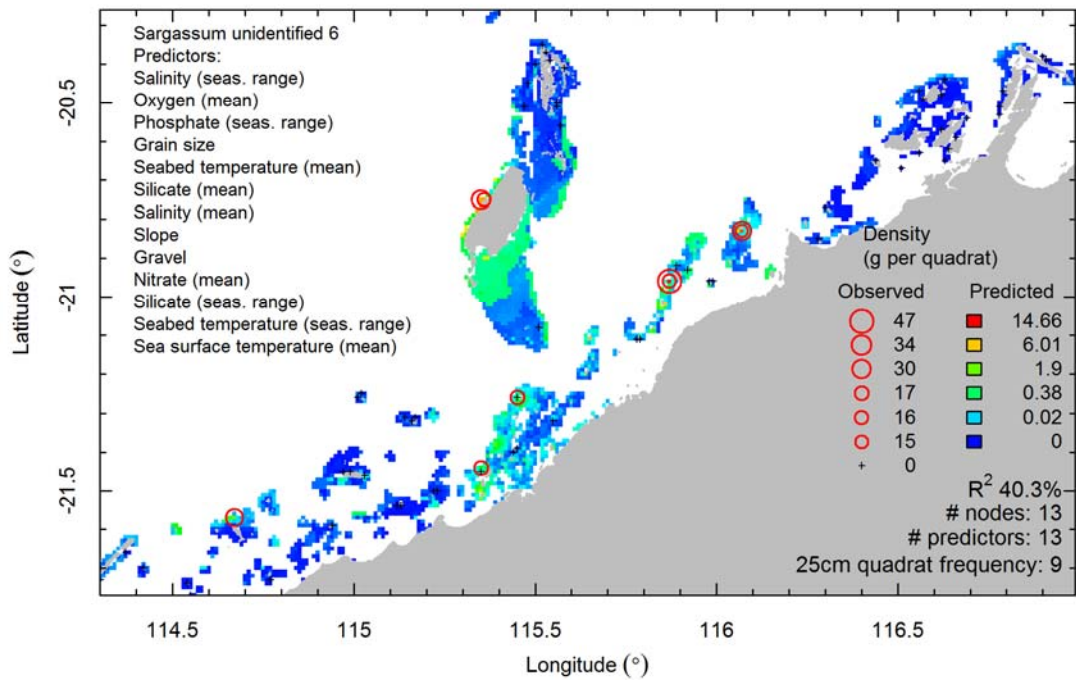 Sargassum unidentified 6
Predictors:
Salinity (seas. range)
Oxygen (mean)
Phosphate (seas. range)
Grain size
Seabed temperature (mean)
Silicate (mean)
Salinity (mean)
Slope
Gravel
Nitrate (mean)
Silicate (seas. range)
Seabed temperature (seas. range)
Sea surface temperature (mean)
-20.5
-21
-21.5
Latitude (°)
Density
(g per quadrat)
Observed Predicted
47 14.66
34 6.01
30 1.9
17 0.38
16 0.02
15 0
0
R² 40.3%
# nodes: 13
# predictors: 13
25cm quadrat frequency: 9
114.5 115 115.5 116 116.5
Longitude (°)